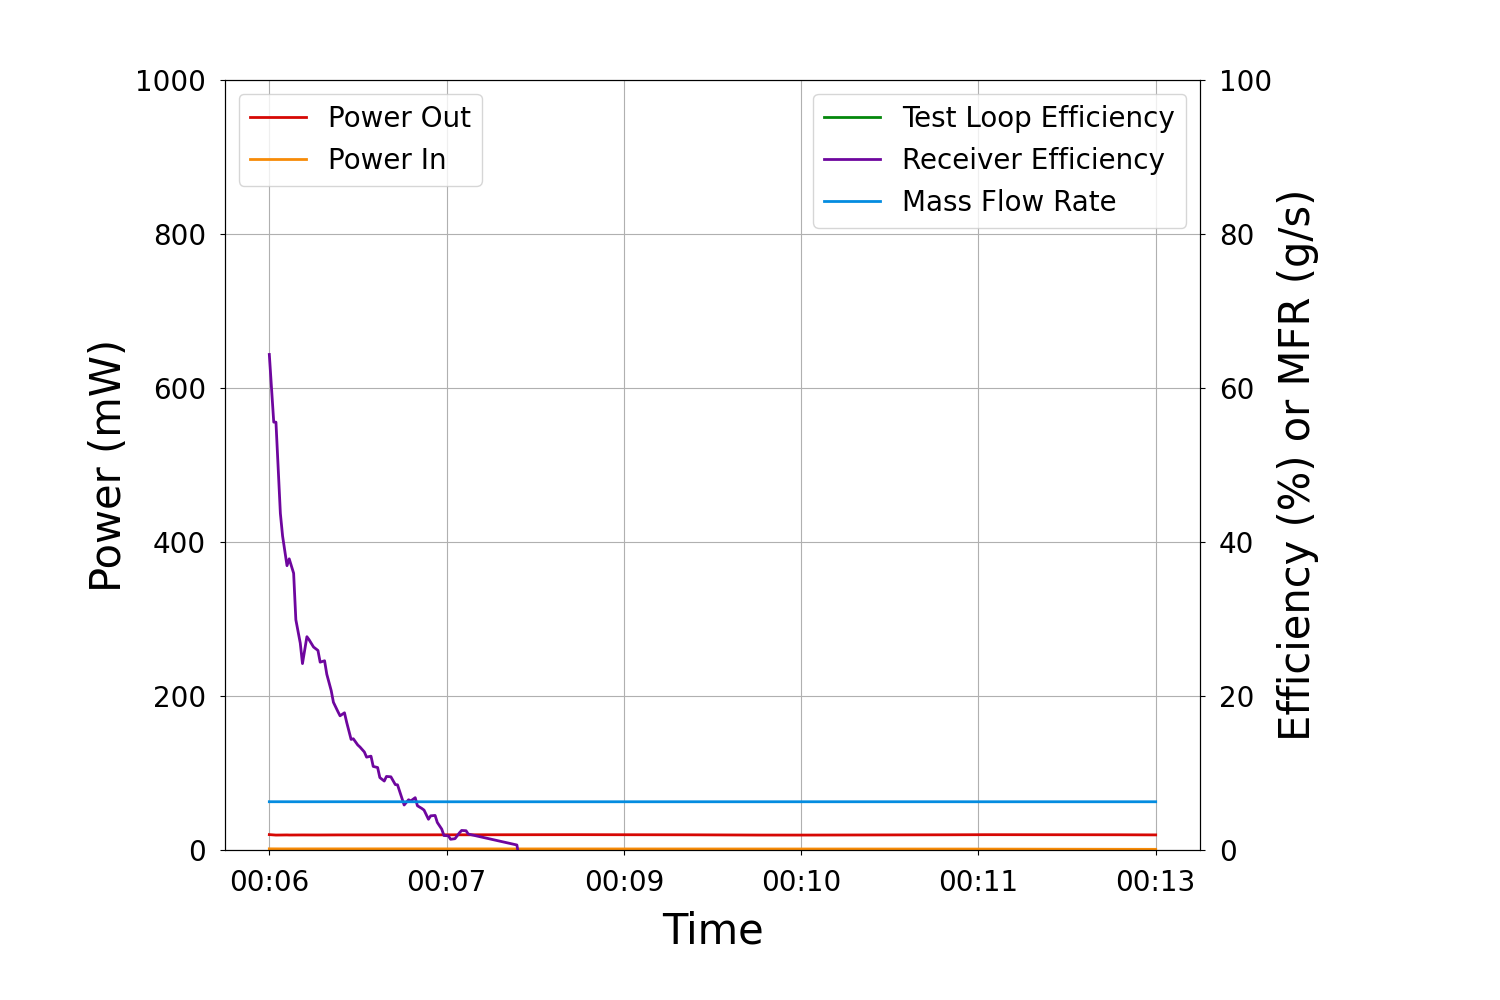 1000
800
600
400
200
0
Power (mW)
Power Out
Power In
Test Loop Efficiency
Receiver Efficiency
Mass Flow Rate
100
80
60
40
20
0
Efficiency (%) or MFR (g/s)
00:06 00:07 00:09 00:10 00:11 00:13
Time